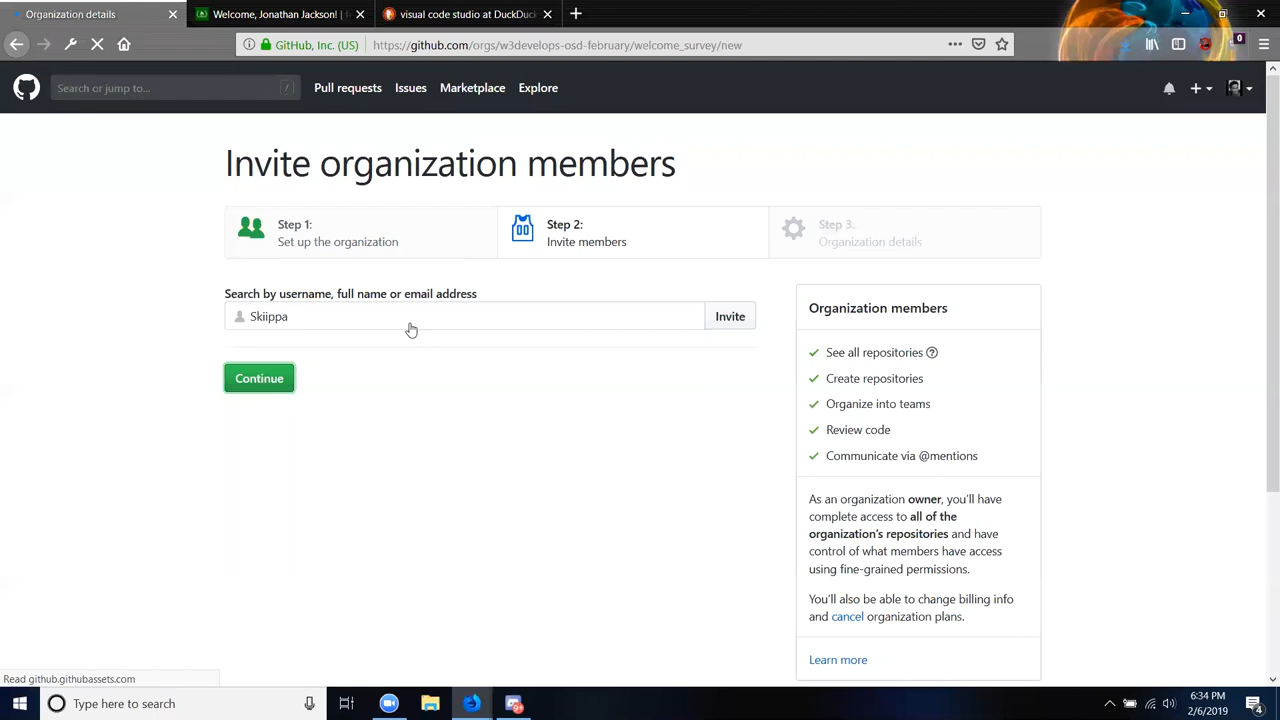 Organization details
Welcome, Jonathan Jackson! |
visual code studio at DuckDuc
GitHub, Inc. (US)
https://github.com/orgs/w3develops-osd-february/welcome_survey/new
0
Search or jump to...
/
Pull requests
Issues
Marketplace
Explore
Invite organization members
Step 1:
Set up the organization
Step 2:
Invite members
Step 3:
Organization details
Search by username, full name or email address
Skiippa
Invite
Continue
Organization members
See all repositories
Create repositories
Organize into teams
Review code
Communicate via @mentions
As an organization owner, you'll have
complete access to all of the
organization's repositories and have
control of what members have access
using fine-grained permissions.
You'll also be able to change billing info
and cancel organization plans.
Learn more
Read github.githubassets.com
Type here to search
6:34 PM
2/6/2019
4